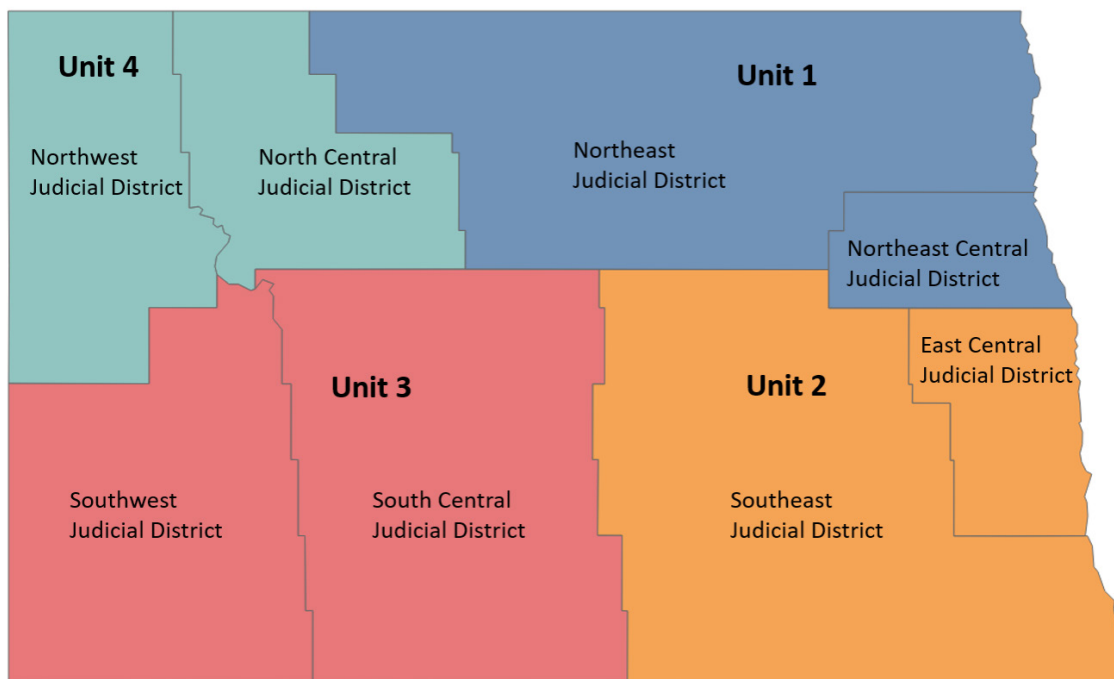 Unit 4
Unit 1
Northwest
Judicial District
North Central
Judicial District
Northeast
Judicial District
Northeast Central
Judicial District
East Central
Judicial District
Unit 3
Unit 2
Southwest
Judicial District
South Central
Judicial District
Southeast
Judicial District